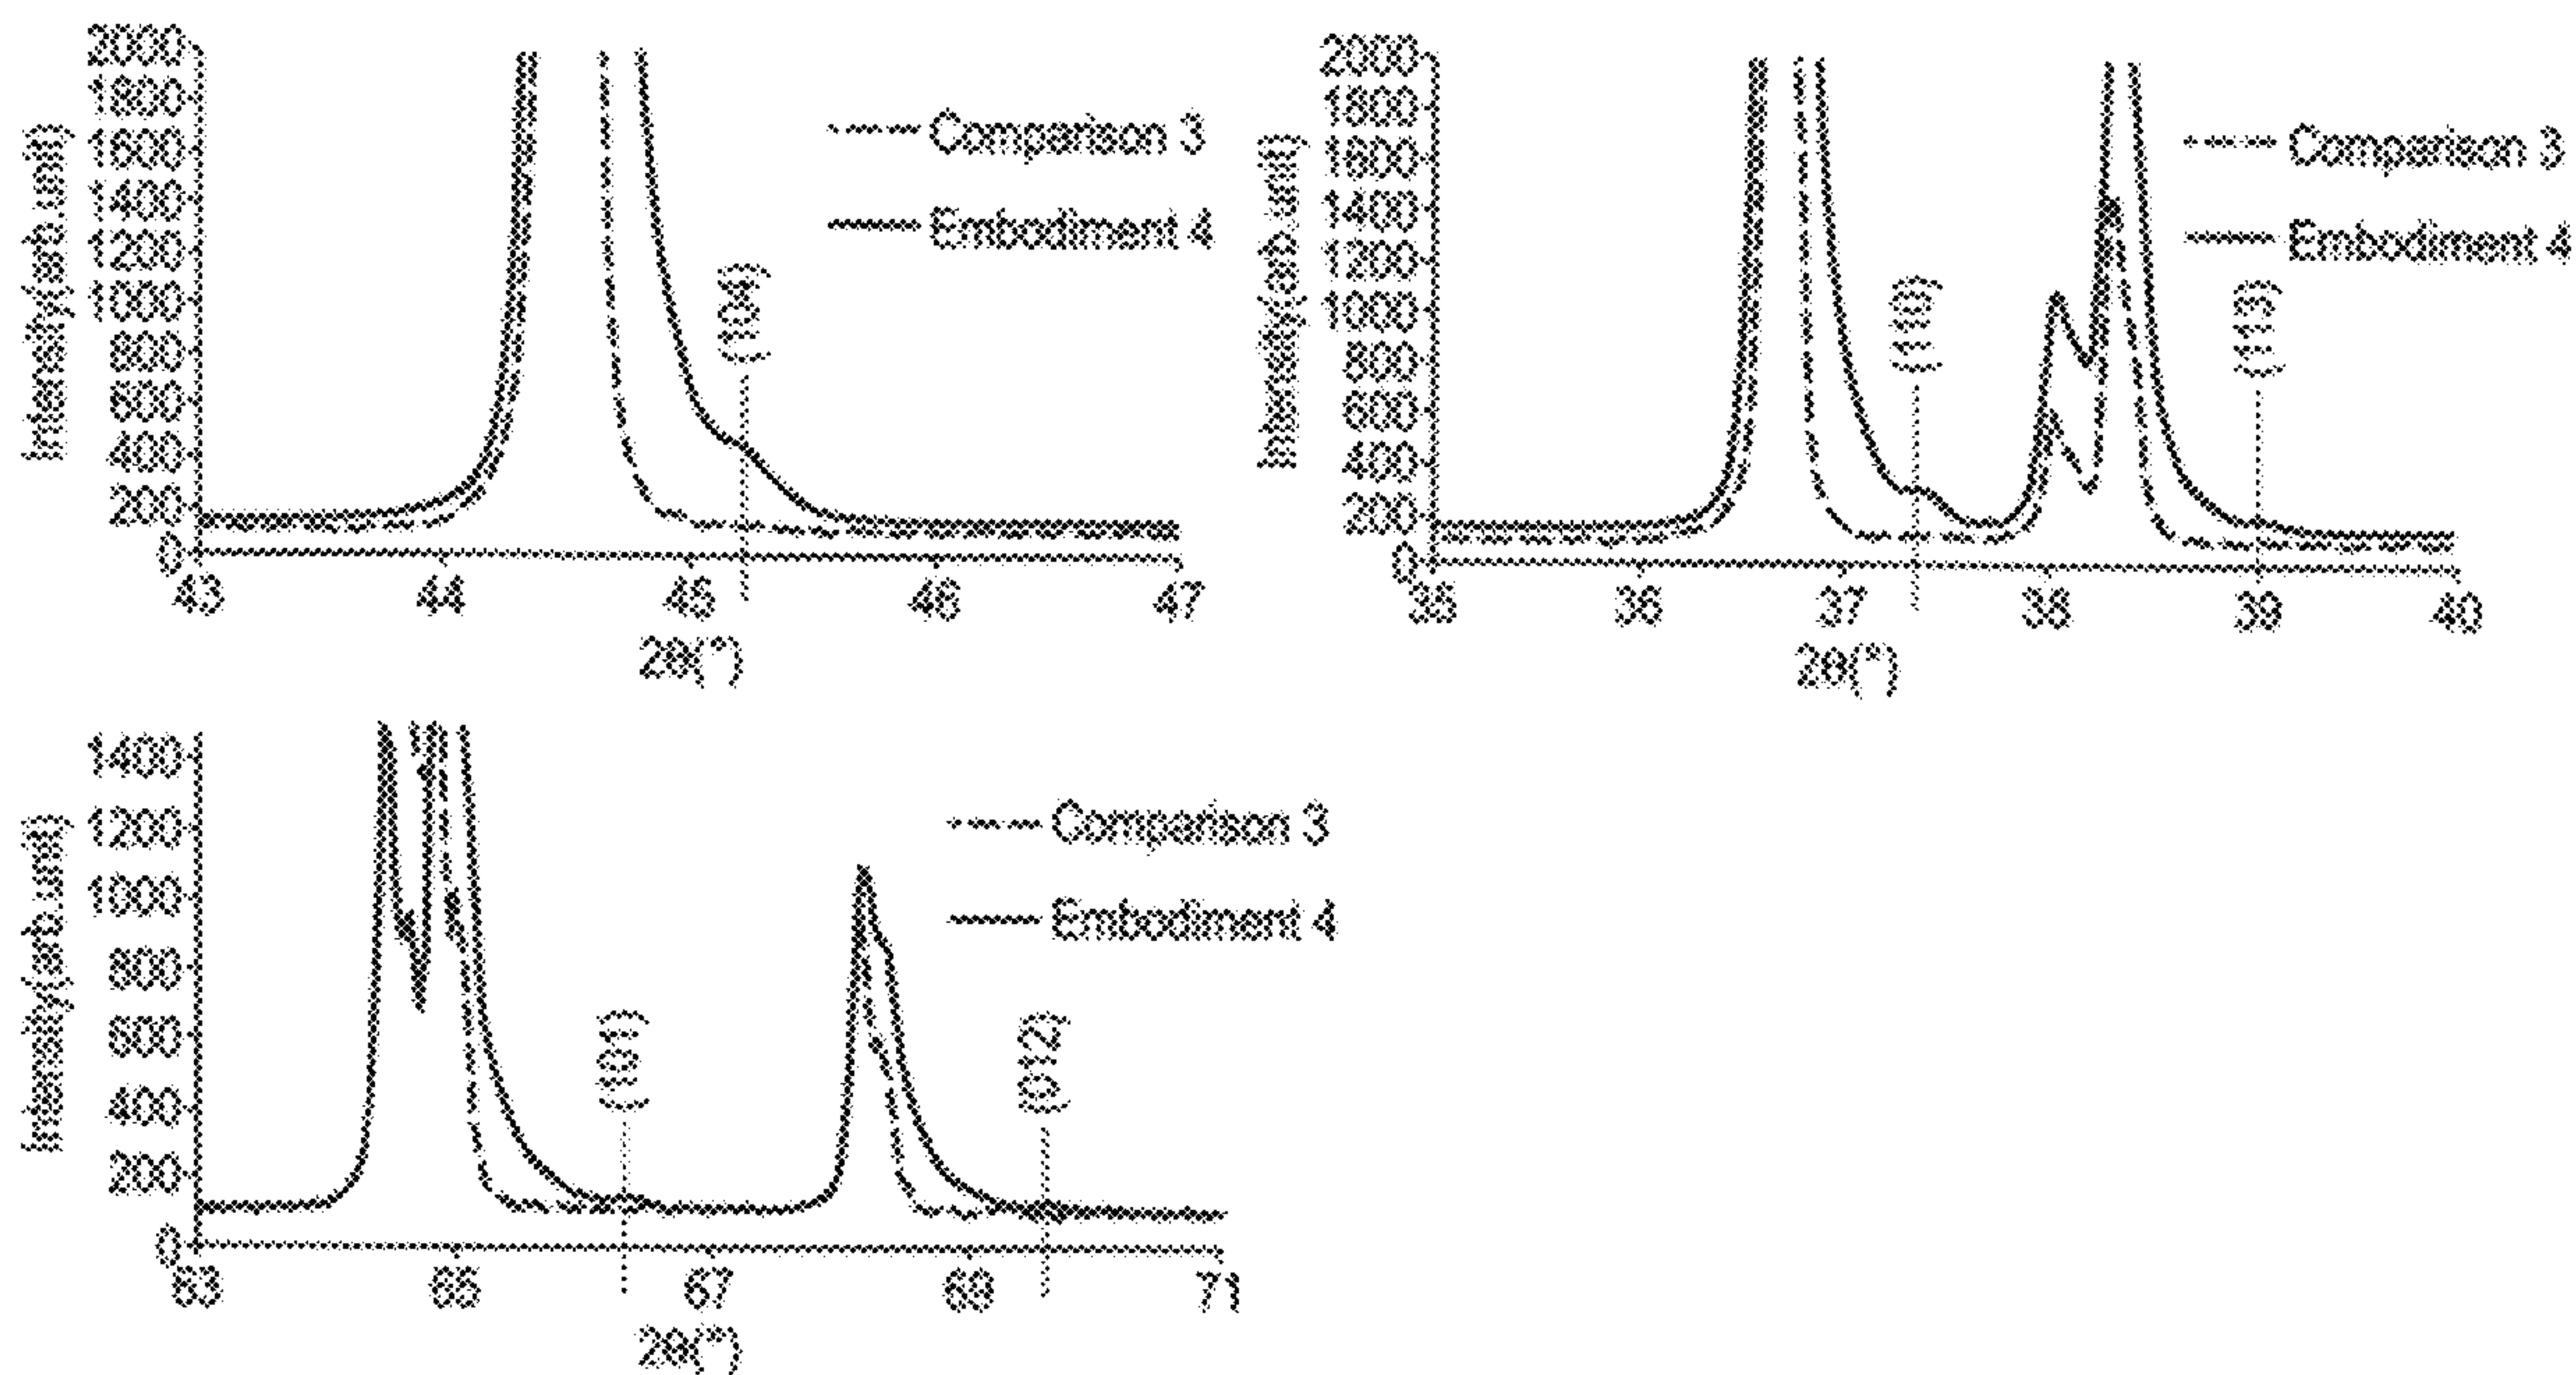 2000
1800
1600
1400
1200
1000
800
600
400
200
0
Intensity(arb.unit)
Comparison 3
Embodiment 4
(104)
43 44 45 46 47
2θ(°)
2000
1800
1600
1400
1200
1000
800
600
400
200
0
Intensity(arb.unit)
Comparison 3
Embodiment 4
(110)
(113)
35 36 37 38 39 40
2θ(°)
1400
1200
1000
800
600
400
200
0
Intensity(arb.unit)
Comparison 3
Embodiment 4
(101)
(012)
63 65 67 69 71
2θ(°)